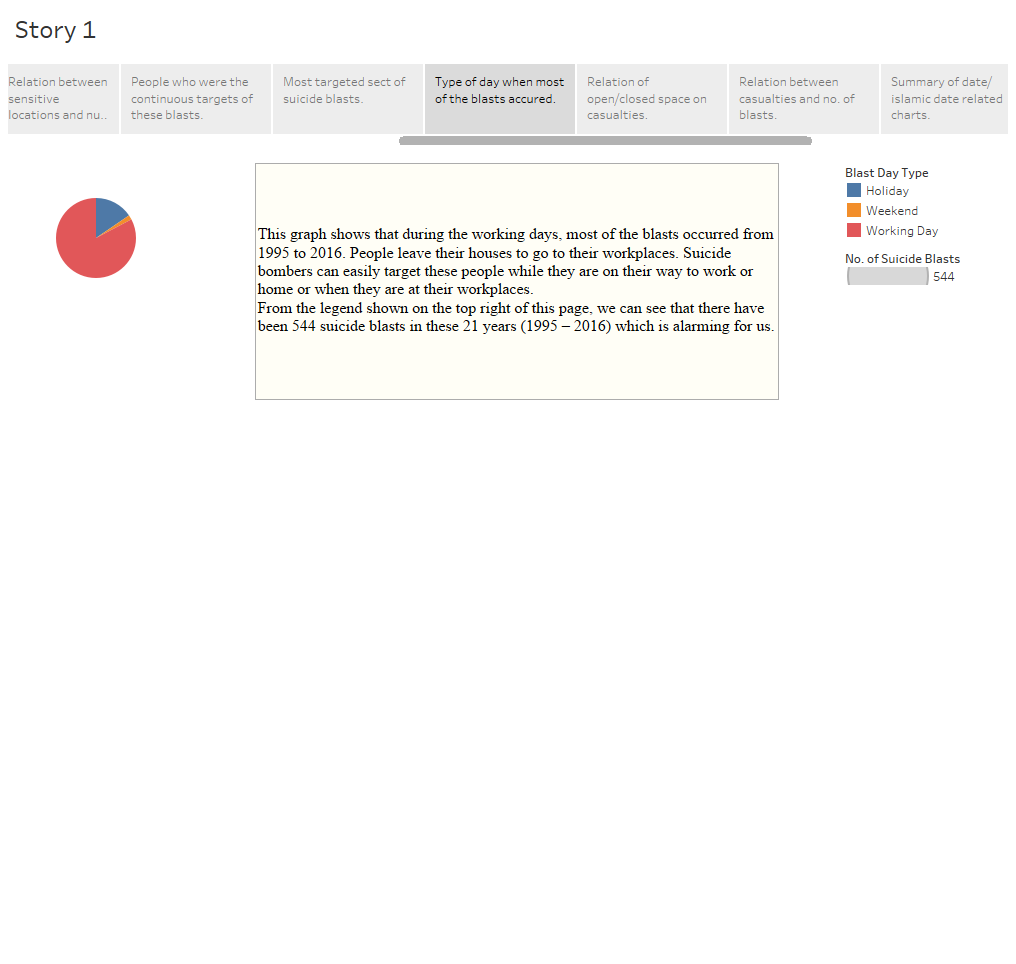 Story 1
Relation between
sensitive
locations and nu..
People who were the
continuous targets of
these blasts.
Most targeted sect of
suicide blasts.
Type of day when most
of the blasts accured.
Relation of
open/closed space on
casualties.
Relation between
casualties and no. of
blasts.
Summary of date/
islamic date related
charts.
This graph shows that during the working days, most of the blasts occurred from
1995 to 2016. People leave their houses to go to their workplaces. Suicide
bombers can easily target these people while they are on their way to work or
home or when they are at their workplaces.
From the legend shown on the top right of this page, we can see that there have
been 544 suicide blasts in these 21 years (1995 – 2016) which is alarming for us.
Blast Day Type
Holiday
Weekend
Working Day
No. of Suicide Blasts
544